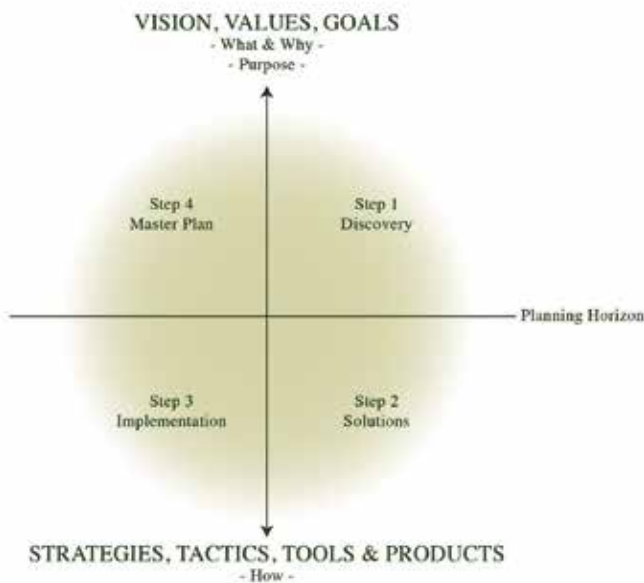 VISION, VALUES, GOALS
- What & Why -
- Purpose -
Step 4
Master Plan
Step 1
Discovery
Planning Horizon
Step 3
Implementation
Step 2
Solutions
STRATEGIES, TACTICS, TOOLS & PRODUCTS
- How -